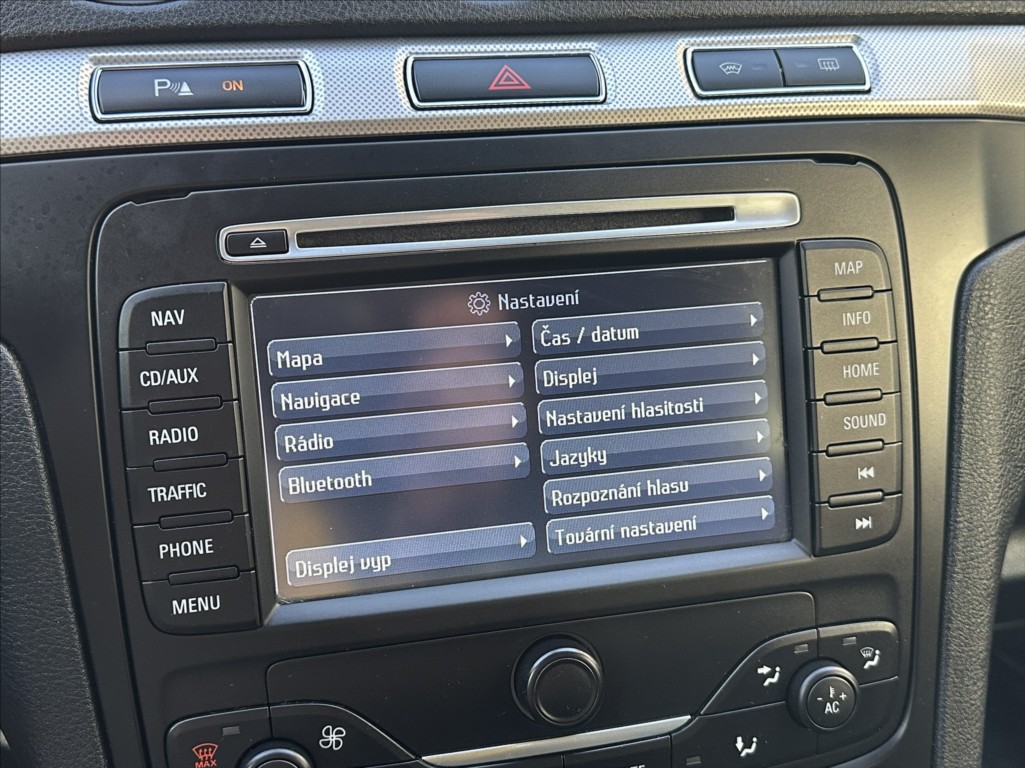 P ON
MAP
NAV
INFO
CD/AUX
HOME
RADIO
SOUND
TRAFFIC
PHONE
MENU
Nastavení
Mapa
Čas / datum
Navigace
Displej
Rádio
Nastavení hlasitosti
Bluetooth
Jazyky
Rozpoznání hlasu
Displej vyp
Tovární nastavení
- +
AC
MAX